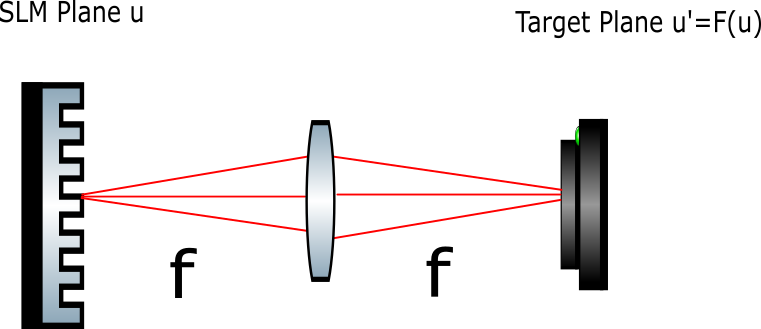 SLM Plane u
Target Plane u'=F(u)
f
f